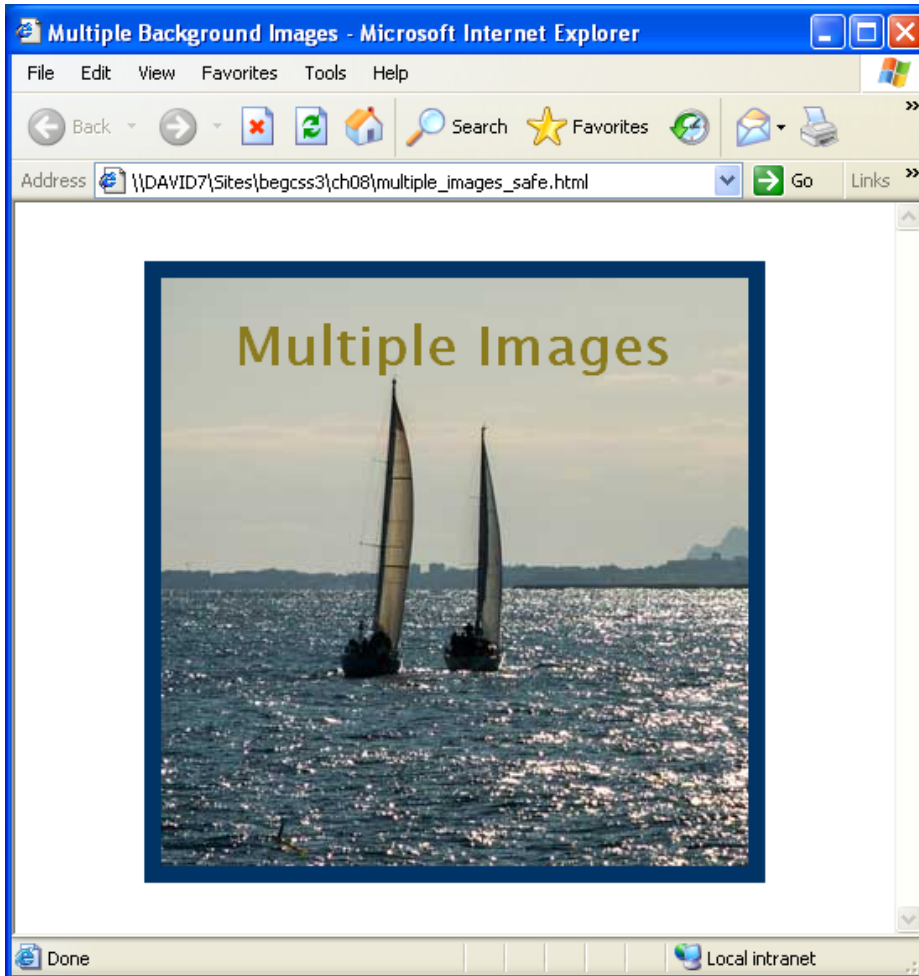 Multiple Background Images - Microsoft Internet Explorer
File Edit View Favorites Tools Help
Back Search Favorites »
Address \\DAVID7\Sites\begcss3\ch08\multiple_images_safe.html Go Links »
Multiple Images
Done Local intranet